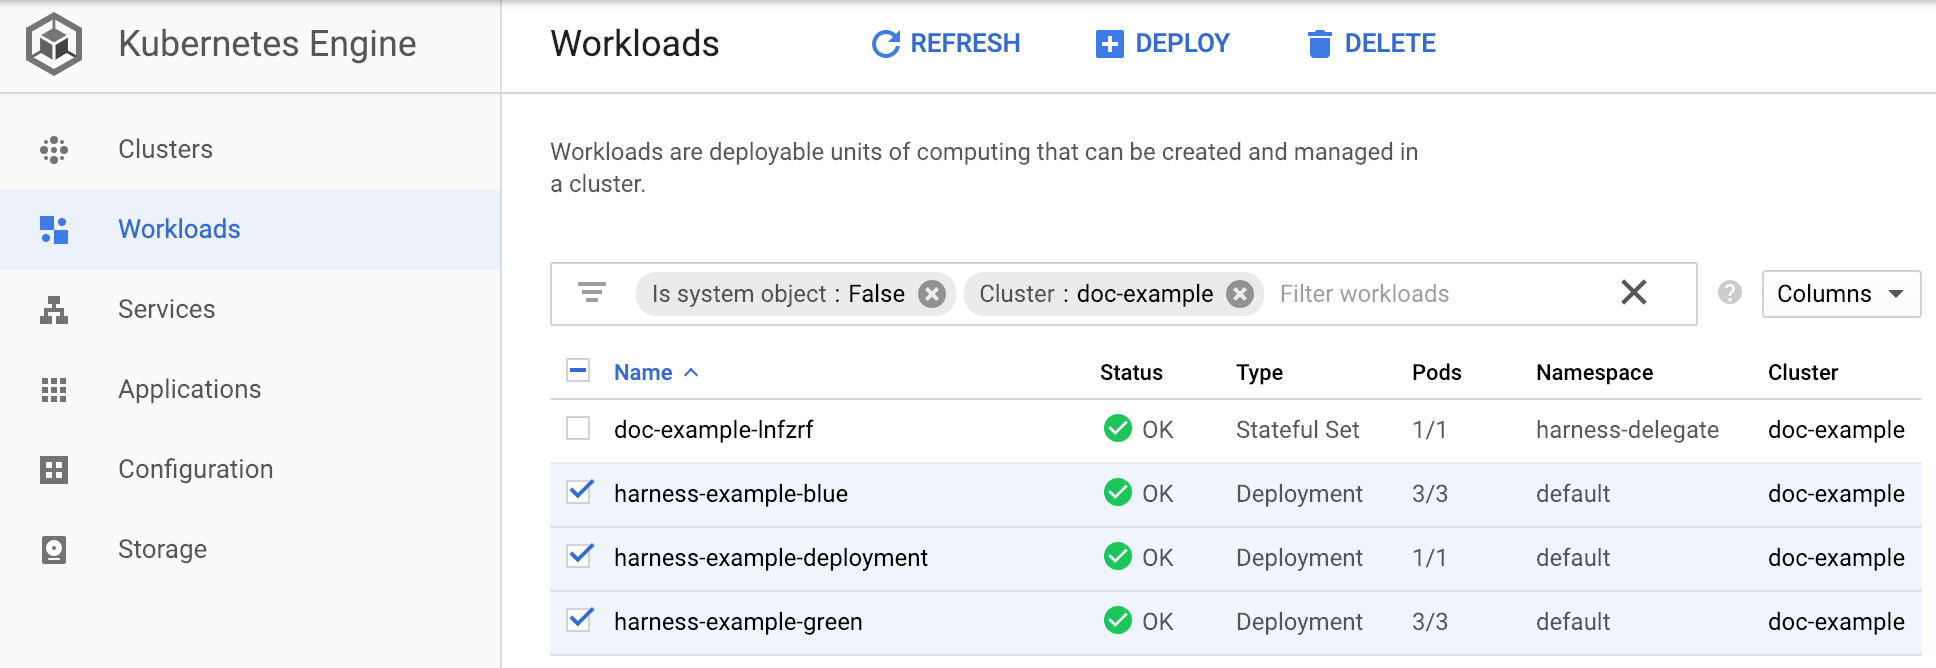 Kubernetes Engine
Workloads
REFRESH
DEPLOY
DELETE
Clusters
Workloads
Services
Applications
Configuration
Storage
Workloads are deployable units of computing that can be created and managed in
a cluster.
Is system object : False Cluster : doc-example Filter workloads
? Columns
Name Status Type Pods Namespace Cluster
doc-example-lnfzrf OK Stateful Set 1/1 harness-delegate doc-example
harness-example-blue OK Deployment 3/3 default doc-example
harness-example-deployment OK Deployment 1/1 default doc-example
harness-example-green OK Deployment 3/3 default doc-example